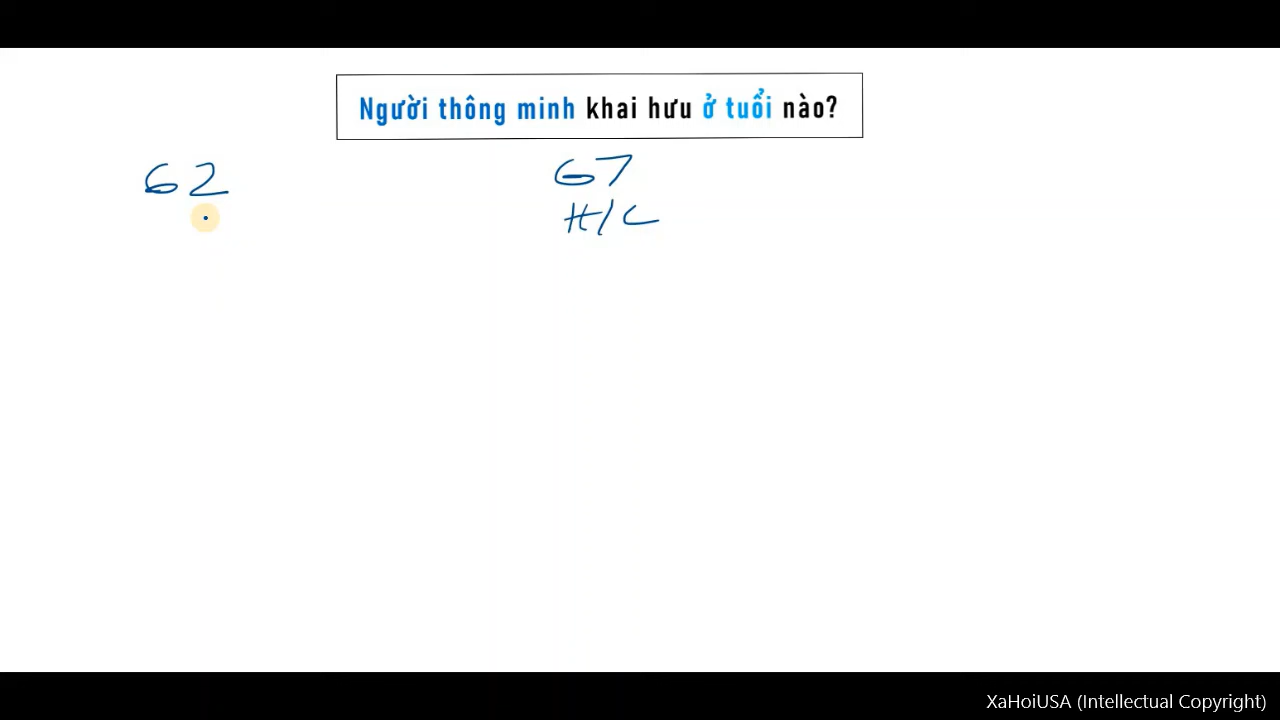 Người thông minh khai hưu ở tuổi nào?
62
67
H/C
XaHoiUSA (Intellectual Copyright)